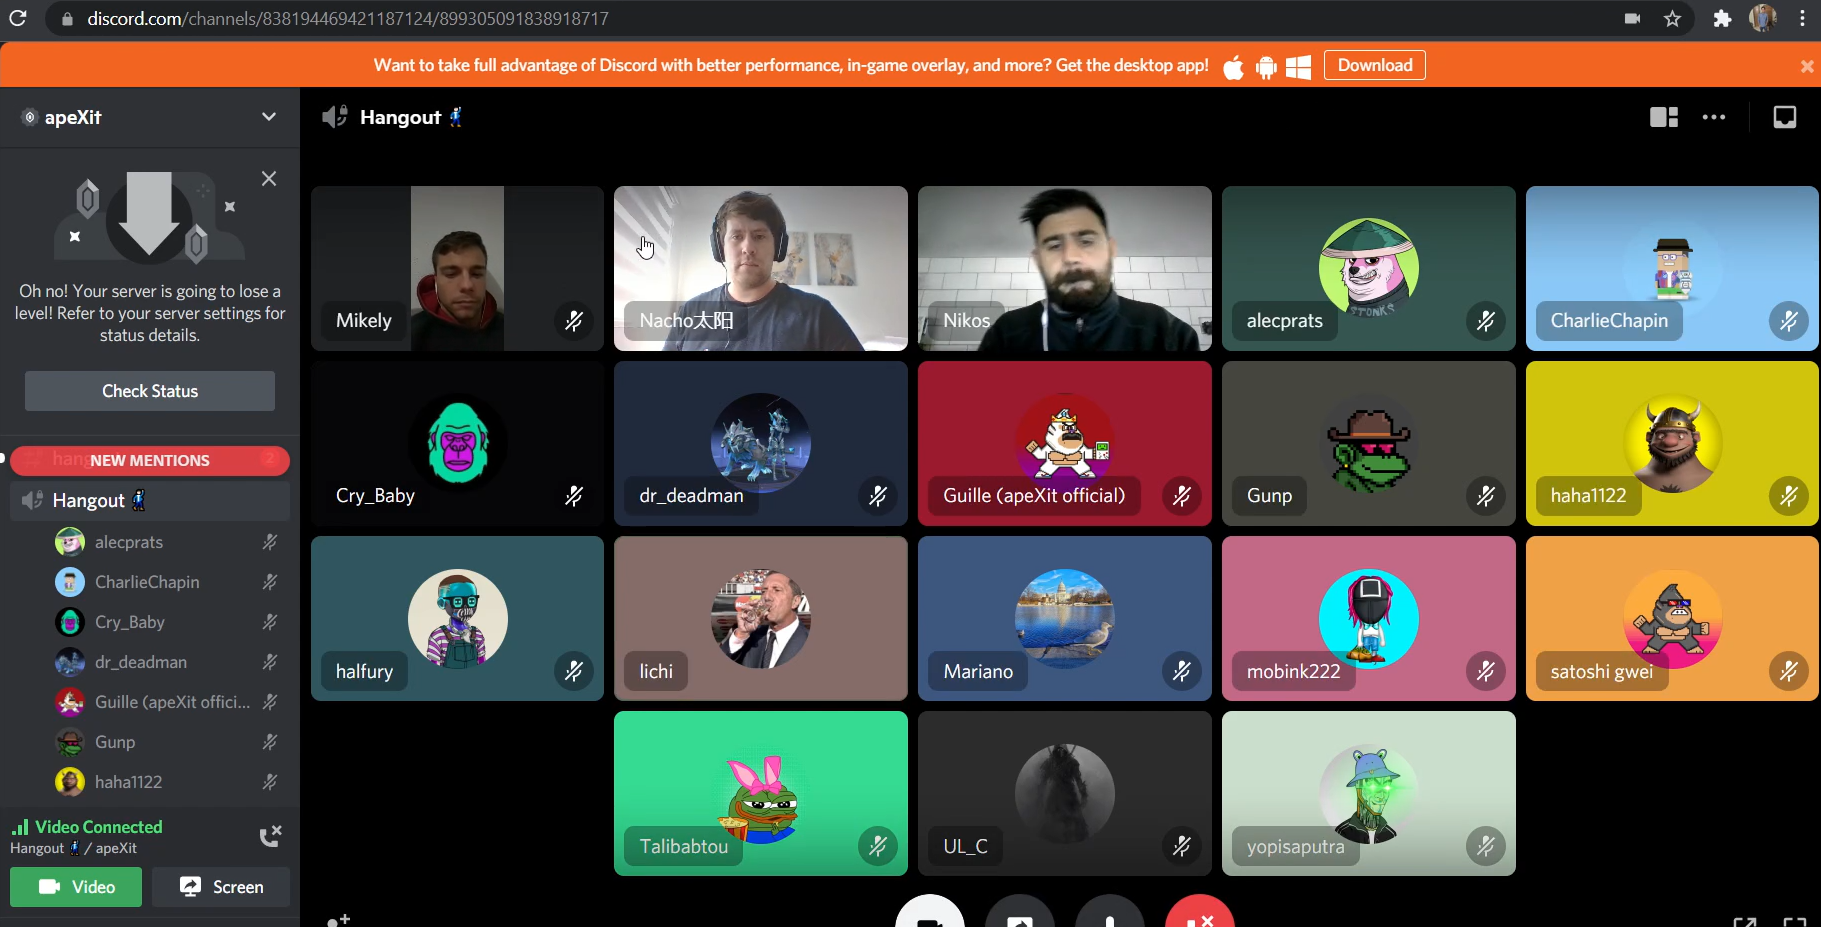 discord.com/channels/838194469421187124/899305091838918717
Want to take full advantage of Discord with better performance, in-game overlay, and more? Get the desktop app!
Download
apeXit
Hangout
Oh no! Your server is going to lose a
level! Refer to your server settings for
status details.
Check Status
NEW MENTIONS
2
Hangout
alecprats
CharlieChapin
Cry_Baby
dr_deadman
Guille (apeXit offici...
Gunp
haha1122
Video Connected
Hangout / apeXit
Video
Screen
Mikely
Nacho太阳
Nikos
STONKS
alecprats
CharlieChapin
Cry_Baby
dr_deadman
Guille (apeXit official)
Gunp
haha1122
halfury
lichi
Mariano
mobink222
satoshi gwei
Talibabtou
UL_C
yopisaputra